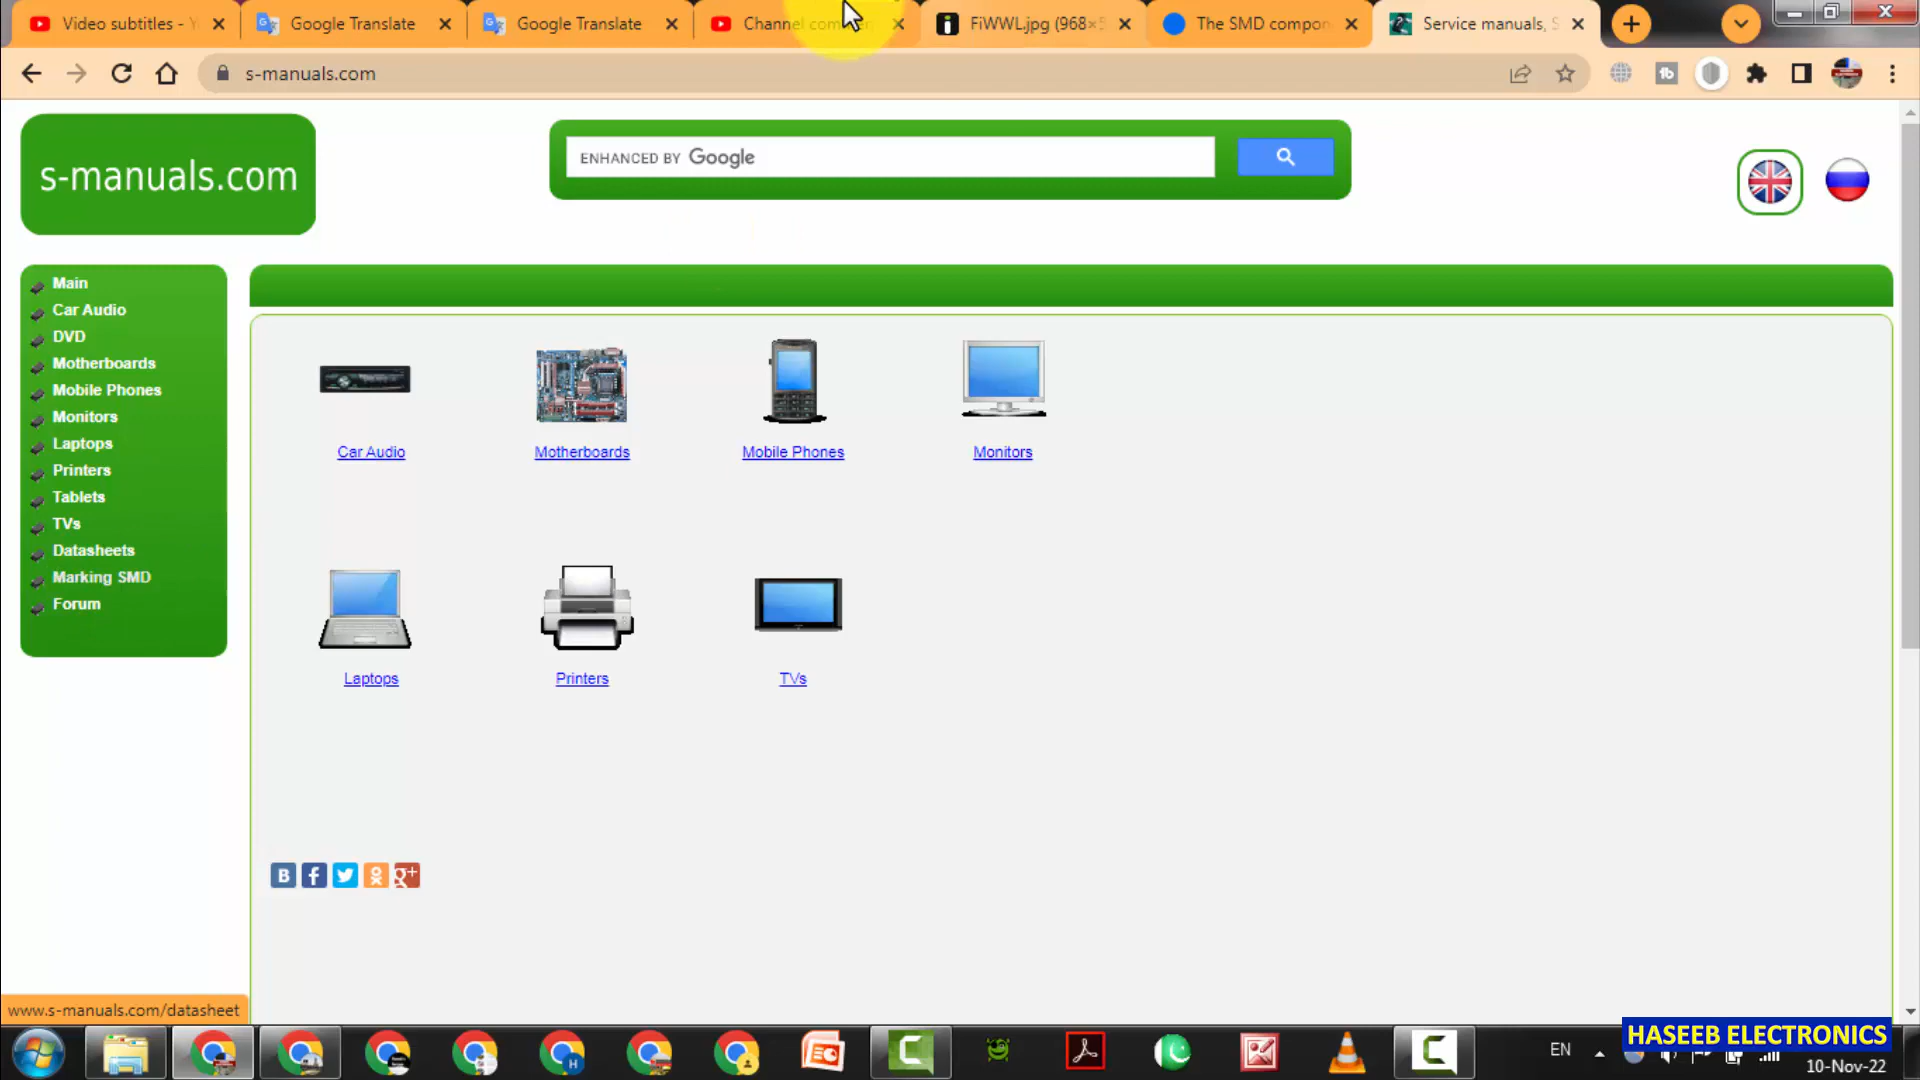 Video subtitles - Y
Google Translate
Google Translate
Channel
FiWWL.jpg (968×5
The SMD compon
Service manuals, S
s-manuals.com
s-manuals.com
ENHANCED BY Google
Main
Car Audio
DVD
Motherboards
Mobile Phones
Monitors
Laptops
Printers
Tablets
TVs
Datasheets
Marking SMD
Forum
Car Audio
Motherboards
Mobile Phones
Monitors
Laptops
Printers
TVs
www.s-manuals.com/datasheet
HASEEB ELECTRONICS
EN
10-Nov-22